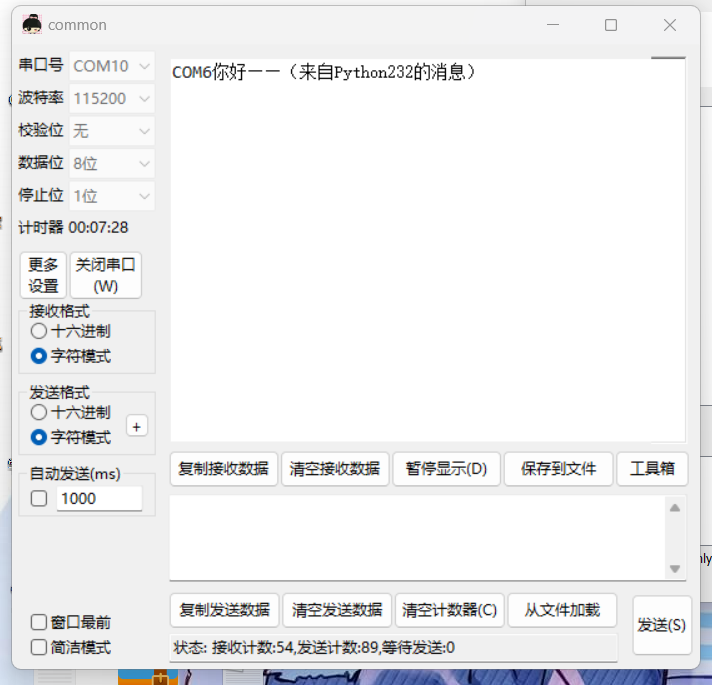 common
串口号 COM10
波特率 115200
校验位 无
数据位 8位
停止位 1位
计时器 00:07:28
更多
设置
关闭串口
(W)
接收格式
十六进制
字符模式
发送格式
十六进制
字符模式
+
自动发送(ms)
1000
窗口最前
简洁模式
COM6你好——（来自Python232的消息）
复制接收数据 清空接收数据 暂停显示(D) 保存到文件 工具箱
复制发送数据 清空发送数据 清空计数器(C) 从文件加载
发送(S)
状态: 接收计数:54,发送计数:89,等待发送:0